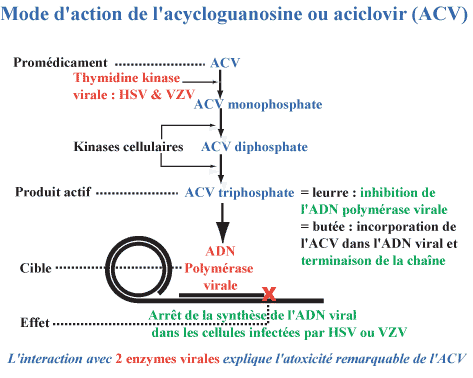 Mode d'action de l'acycloguanosine ou aciclovir (ACV)
Promédicament ACV
Thymidine kinase
virale : HSV & VZV
ACV monophosphate
Kinases cellulaires ACV diphosphate
Produit actif ACV triphosphate = leurre : inhibition de
l'ADN polymérase virale
= butée : incorporation de
l'ACV dans l'ADN viral et
terminaison de la chaîne
ADN
Cible Polymérase
virale
X
Arrêt de la synthèse de l'ADN viral
Effet
dans les cellules infectées par HSV ou VZV
L'interaction avec 2 enzymes virales explique l'atoxicité remarquable de l'ACV